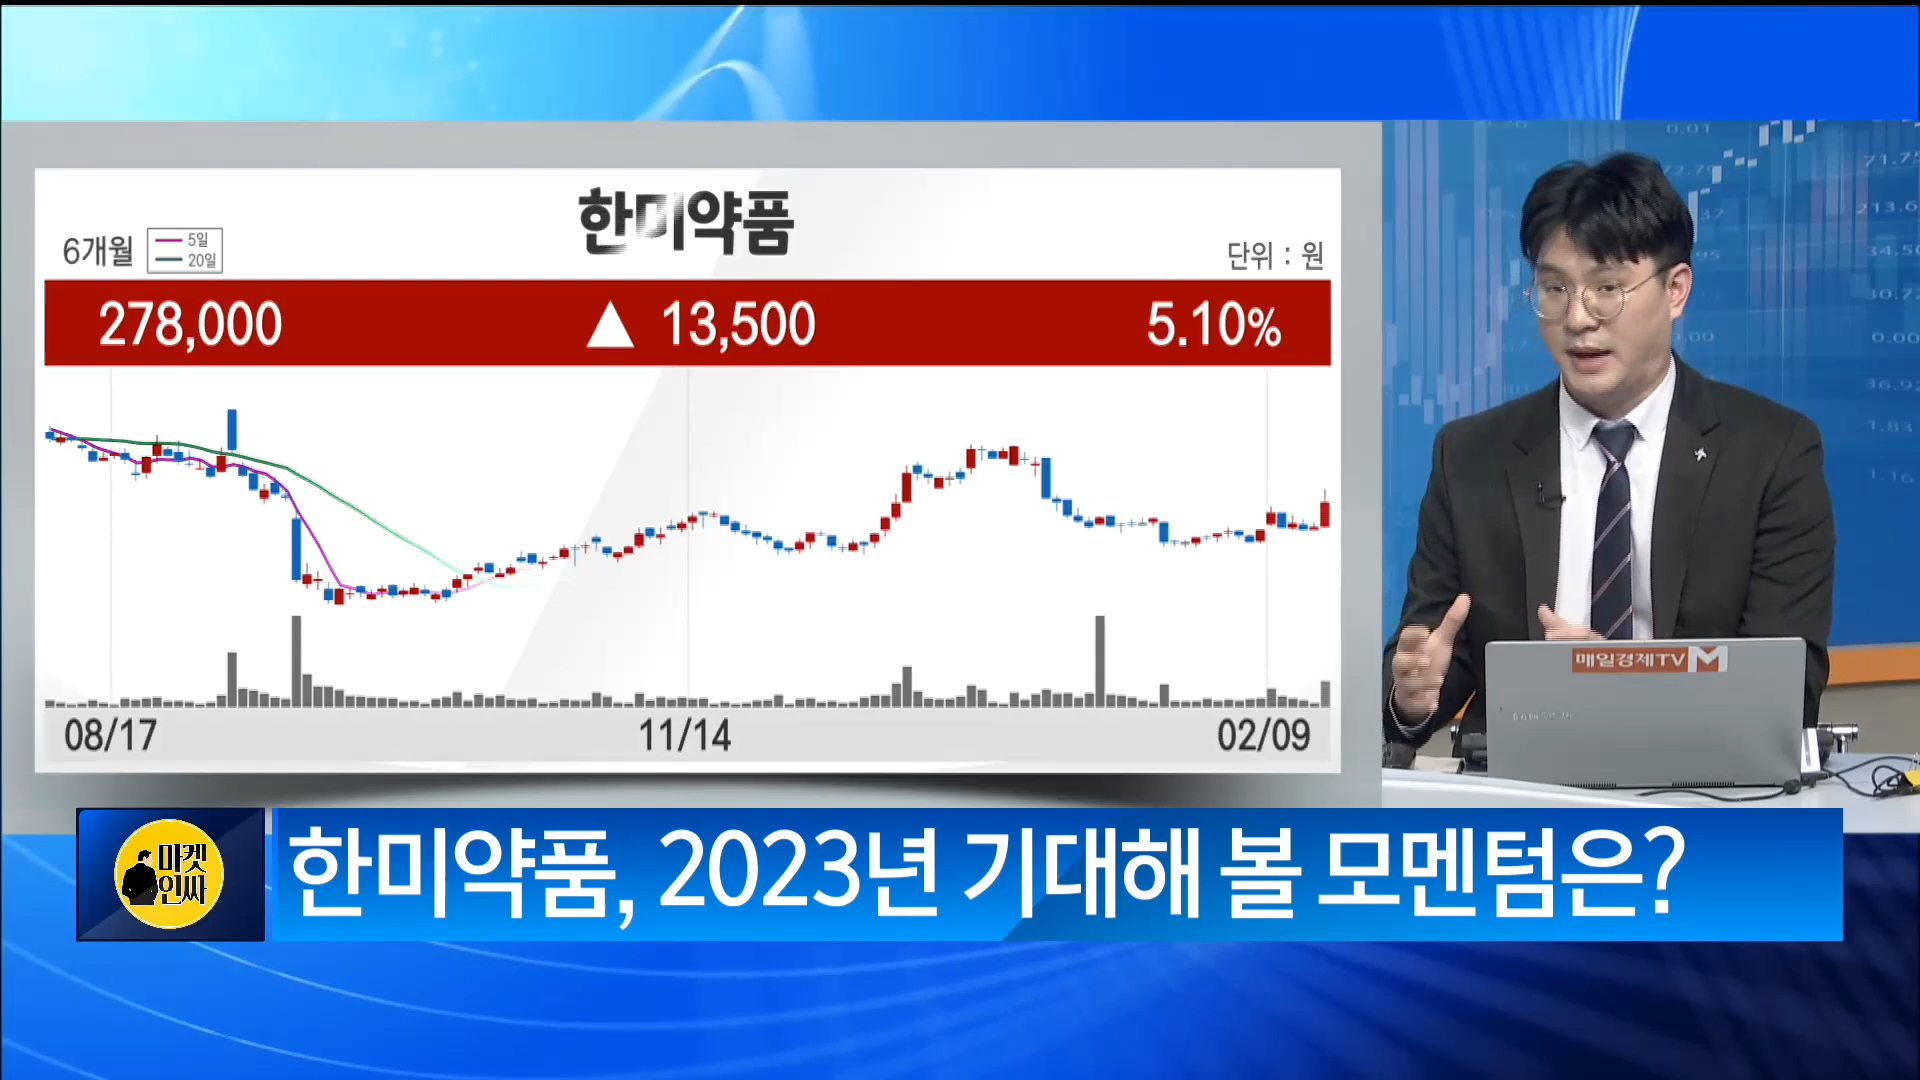 한미약품
6개월
5일
20일
단위 : 원
278,000 ▲ 13,500 5.10%
08/17 11/14 02/09
매일경제TV M
마켓
인싸
한미약품, 2023년 기대해 볼 모멘텀은?